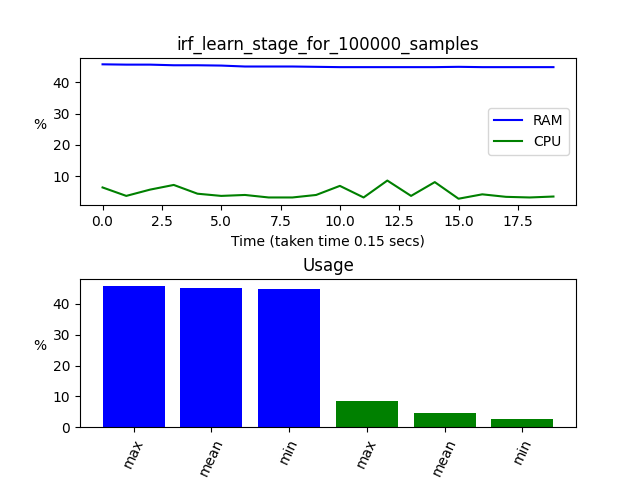 irf_learn_stage_for_100000_samples
40
30
20
10
%
RAM
CPU
0.0 2.5 5.0 7.5 10.0 12.5 15.0 17.5
Time (taken time 0.15 secs)
Usage
40
30
20
10
0
%
max mean min max mean min